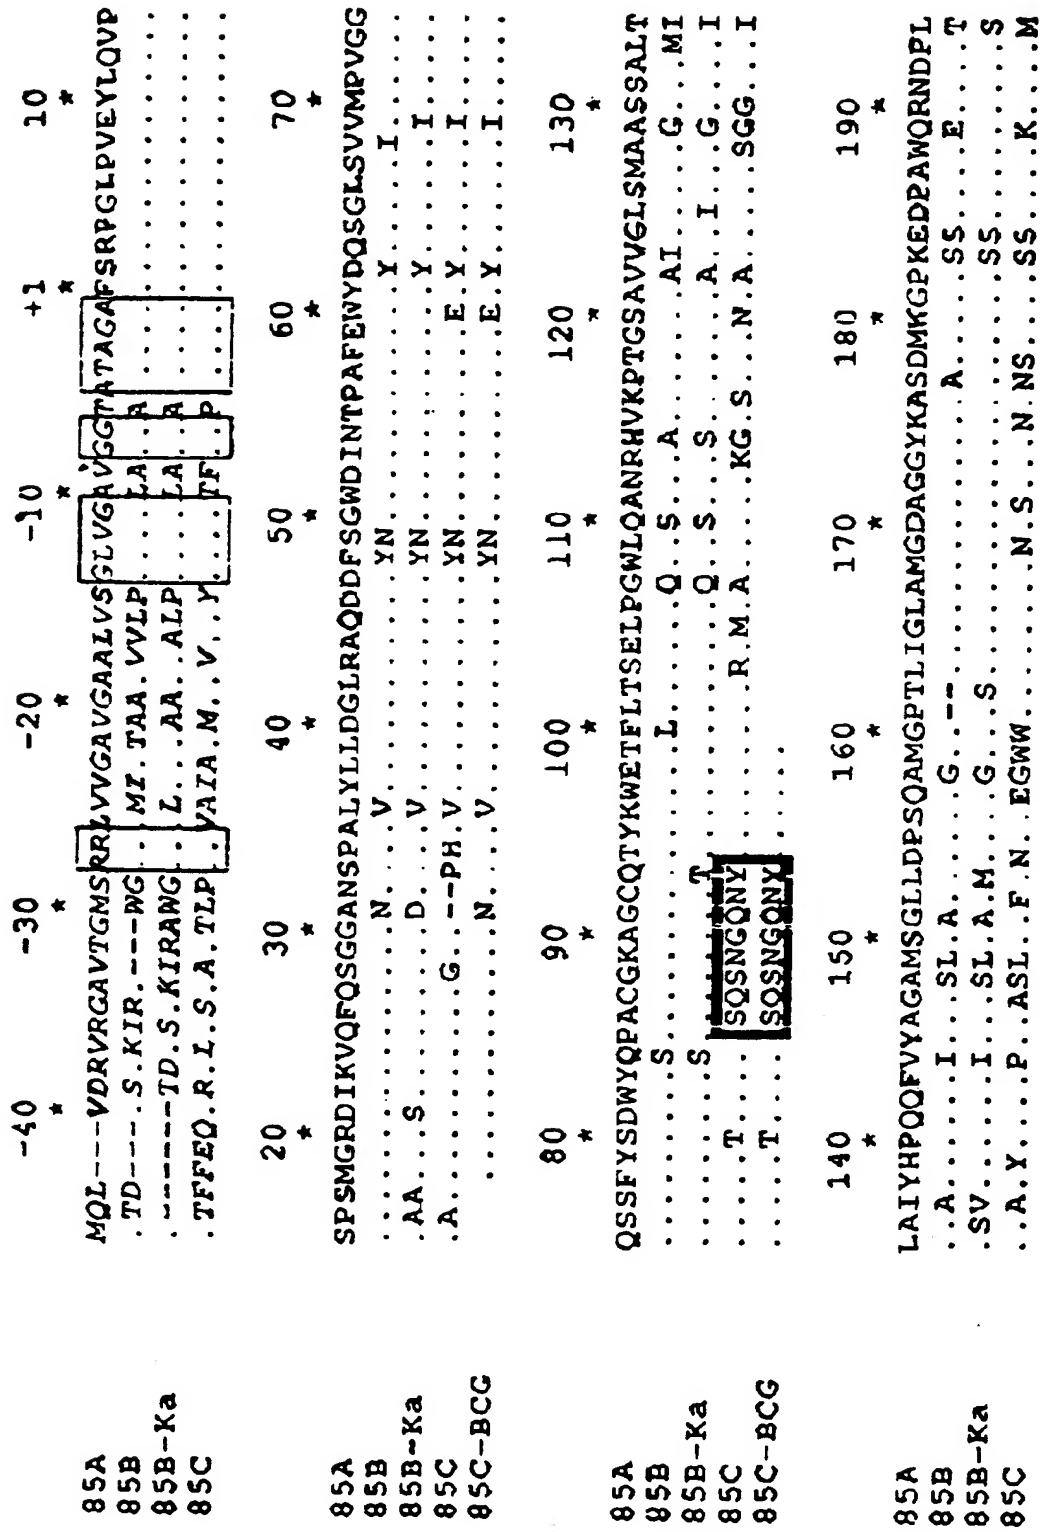 -40 -30 -20 -10 +1 10
* * * * * *
85A MQL---VDRVRGAVTGMSRRLVVGAVGAALVSGLVGAVGGTATAGAFSRPGLPVEYLQVP
85B .TD---.S.KIR.---WG...MI.TAA.VVLP....LA..A...................
85B-Ka .------TD.S.KIRAWG...L...AA..ALP....LA..A...................
85C .TFFEQ.R.L.S.A.TLP..VAIA.M..V..Y....TF..P...................
20 30 40 50 60 70
* * * * * *
85A SPSMGRDIKVQFQSGGANSPALYLLDGLRAQDDFSGWDINTPAFEWYDQSGLSVVMPVGG
85B ................N....V...........YN............Y.....I......
85B-Ka .AA...S.........D....V...........YN............Y......I.....
85C .A...........G..--PH.V...........YN..........E.Y......I.....
85C-BCG .............N....V...........YN..........E.Y......I.....
80 90 100 110 120 130
* * * * * *
85A QSSFYSDWYQPACGKAGCQTYKWETFLTSELPGWLQANRHVKPTGSAVVGLSMAASSALT
85B .........S...............L......Q..S...A.......AI.....G...MI
85B-Ka .........S........T.............Q..S...S.......A..I...G....I
85C .....T.....SQSNGQNY.........R.M.A.....KG.S...N.A.....SGG...I
85C-BCG .....T.....SQSNGQNY......
140 150 160 170 180 190
* * * * * *
85A LAIYHPQQFVYAGAMSGLLDPSQAMGPTLIGLAMGDAGGYKASDMKGPKEDPAWQRNDPL
85B ..A......I...SL.A......G.--...............A.....SS....E....T
85B-Ka .SV......I...SL.A.M....G...S....................SS.........S
85C ..A.Y....P..ASL..F.N..EGWW........N.S...N.NS....SS....K....M